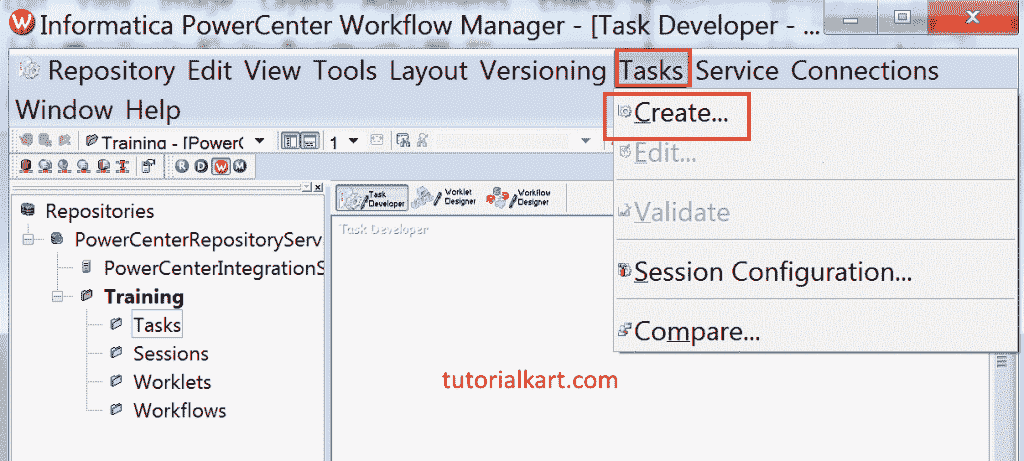 Informatica PowerCenter Workflow Manager - [Task Developer - ...
Repository Edit View Tools Layout Versioning Tasks Service Connections
Window Help
Create...
Training - [PowerC
1
Edit...
R D W M
Task Developer
Worklet Designer
Workflow Designer
Validate
Repositories
Task Developer
PowerCenterRepositoryServ
PowerCenterIntegrationS
Session Configuration...
Training
Tasks
Compare...
Sessions
Worklets
tutorialkart.com
Workflows